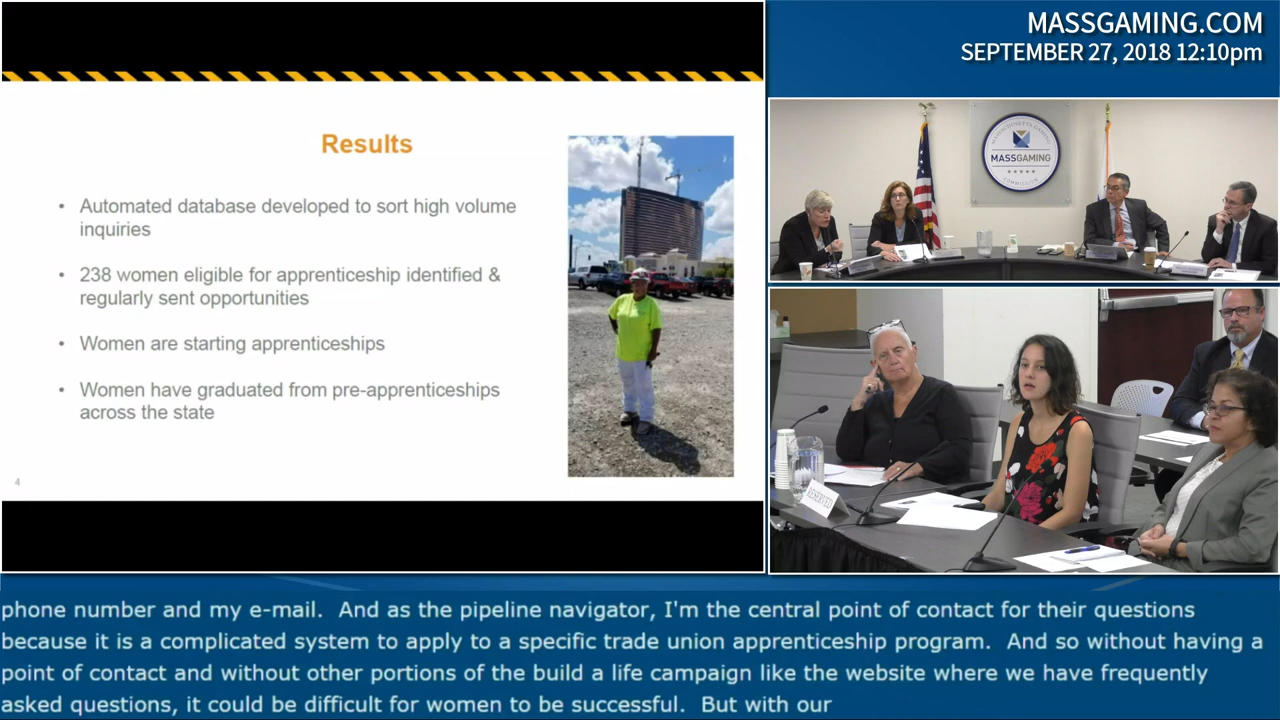 MASSGAMING.COM
SEPTEMBER 27, 2018 12:10pm
Results
• Automated database developed to sort high volume
inquiries
• 238 women eligible for apprenticeship identified &
regularly sent opportunities
• Women are starting apprenticeships
• Women have graduated from pre-apprenticeships
across the state
4
MASSACHUSETTS GAMING
MASSGAMING
COMMISSION
RESERVED
phone number and my e-mail.  And as the pipeline navigator, I'm the central point of contact for their questions
because it is a complicated system to apply to a specific trade union apprenticeship program.  And so without having a
point of contact and without other portions of the build a life campaign like the website where we have frequently
asked questions, it could be difficult for women to be successful.  But with our